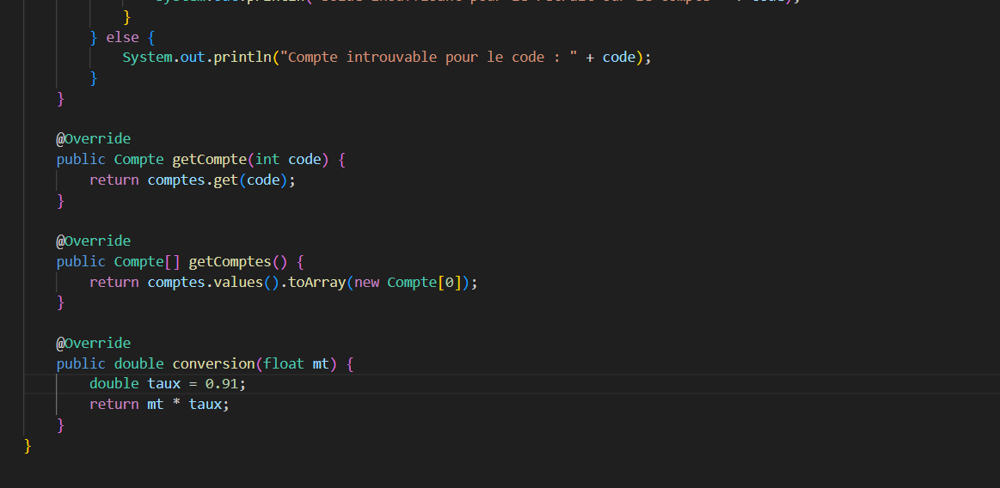 }
} else {
System.out.println("Compte introuvable pour le code : " + code);
}
}
@Override
public Compte getCompte(int code) {
return comptes.get(code);
}
@Override
public Compte[] getComptes() {
return comptes.values().toArray(new Compte[0]);
}
@Override
public double conversion(float mt) {
double taux = 0.91;
return mt * taux;
}
}